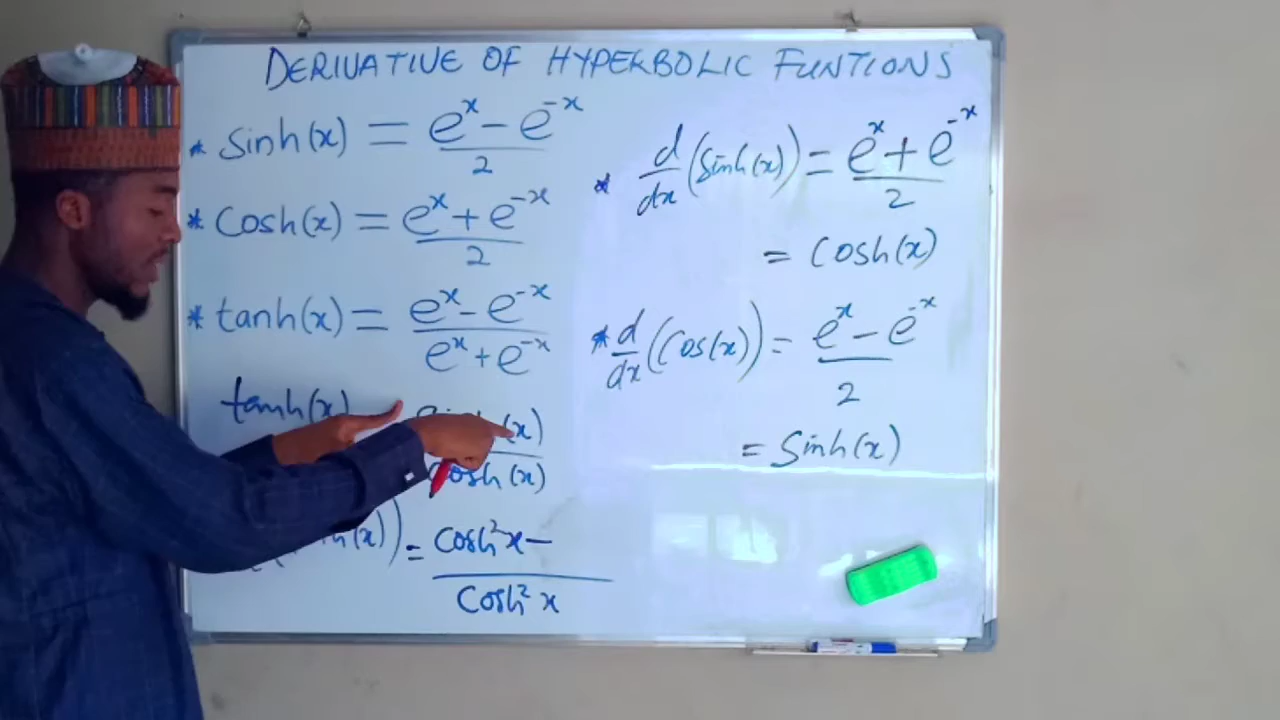 DERIVATIVE OF HYPERBOLIC FUNTIONS
* Sinh(x) = e^x - e^-x / 2
* Cosh(x) = e^x + e^-x / 2
* tanh(x) = e^x - e^-x / e^x + e^-x
tanh(x) (x) / Cosh(x)
h(x)) = Cosh²x - / Cosh² x
* d/dx (Sinh(x)) = e^x + e^-x / 2
= Cosh(x)
* d/dx (Cos(x)) = e^x - e^-x / 2
= Sinh(x)